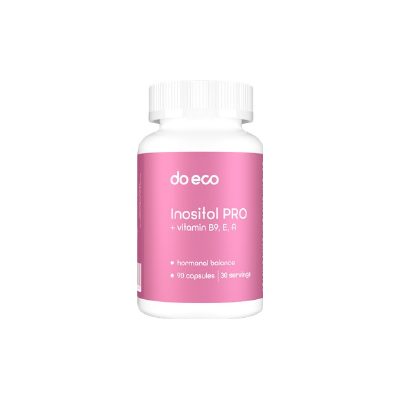 do eco
Inositol PRO
+ vitamin B9, E, A
hormonal balance
90 capsules | 30 servings